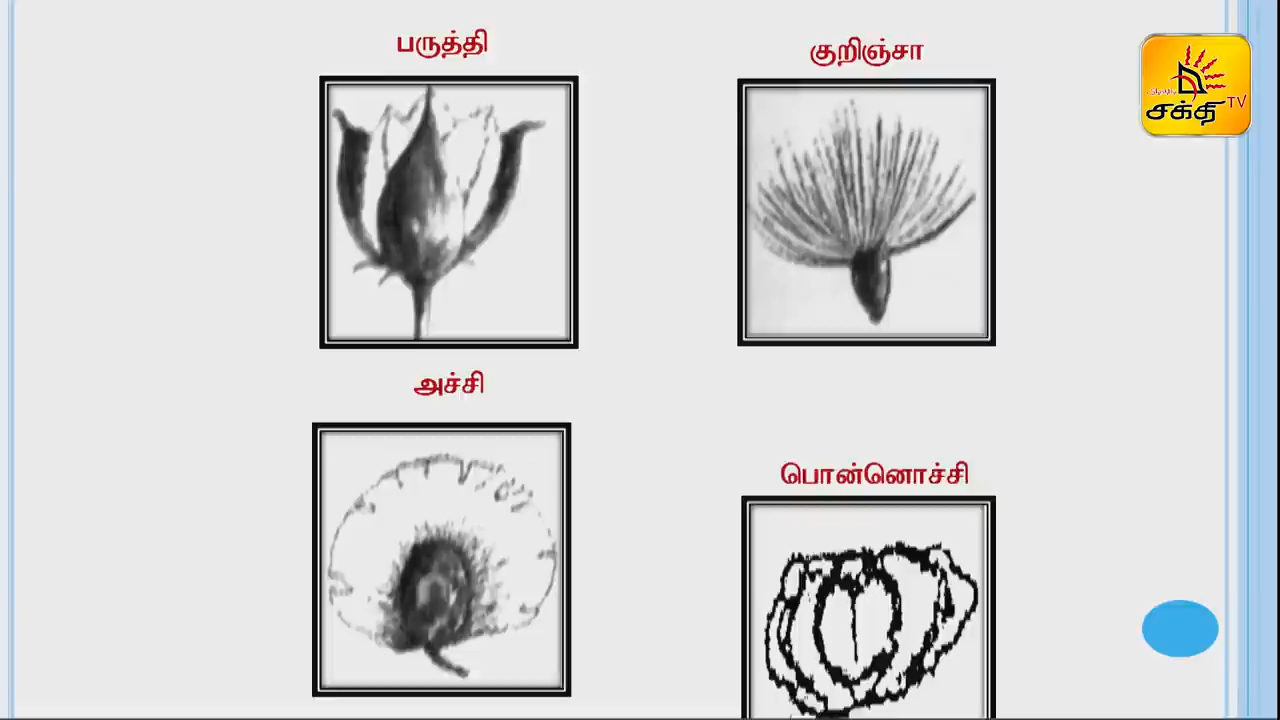 பருத்தி
குறிஞ்சா
சக்தி TV
அச்சி
பொன்னொச்சி